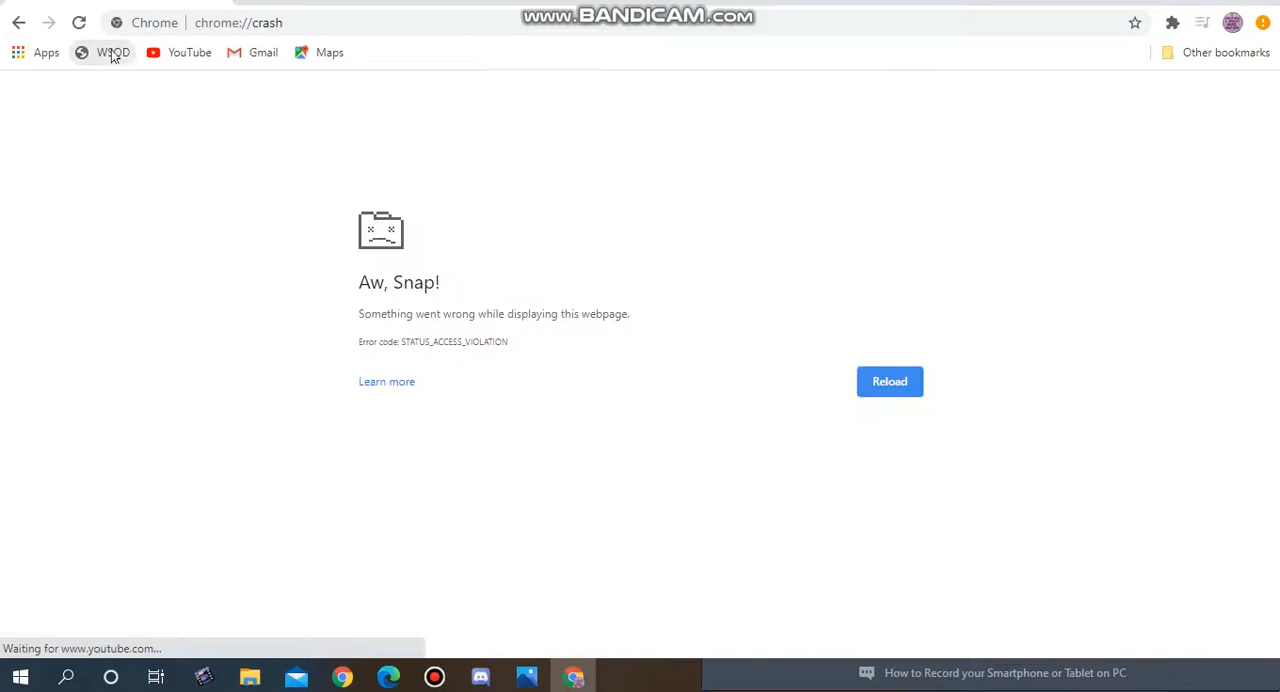 www.BANDICAM.com
Chrome chrome://crash
Apps YouTube Gmail Maps Other bookmarks
Aw, Snap!
Something went wrong while displaying this webpage.
Error code: STATUS_ACCESS_VIOLATION
Learn more Reload
Waiting for www.youtube.com...
How to Record your Smartphone or Tablet on PC